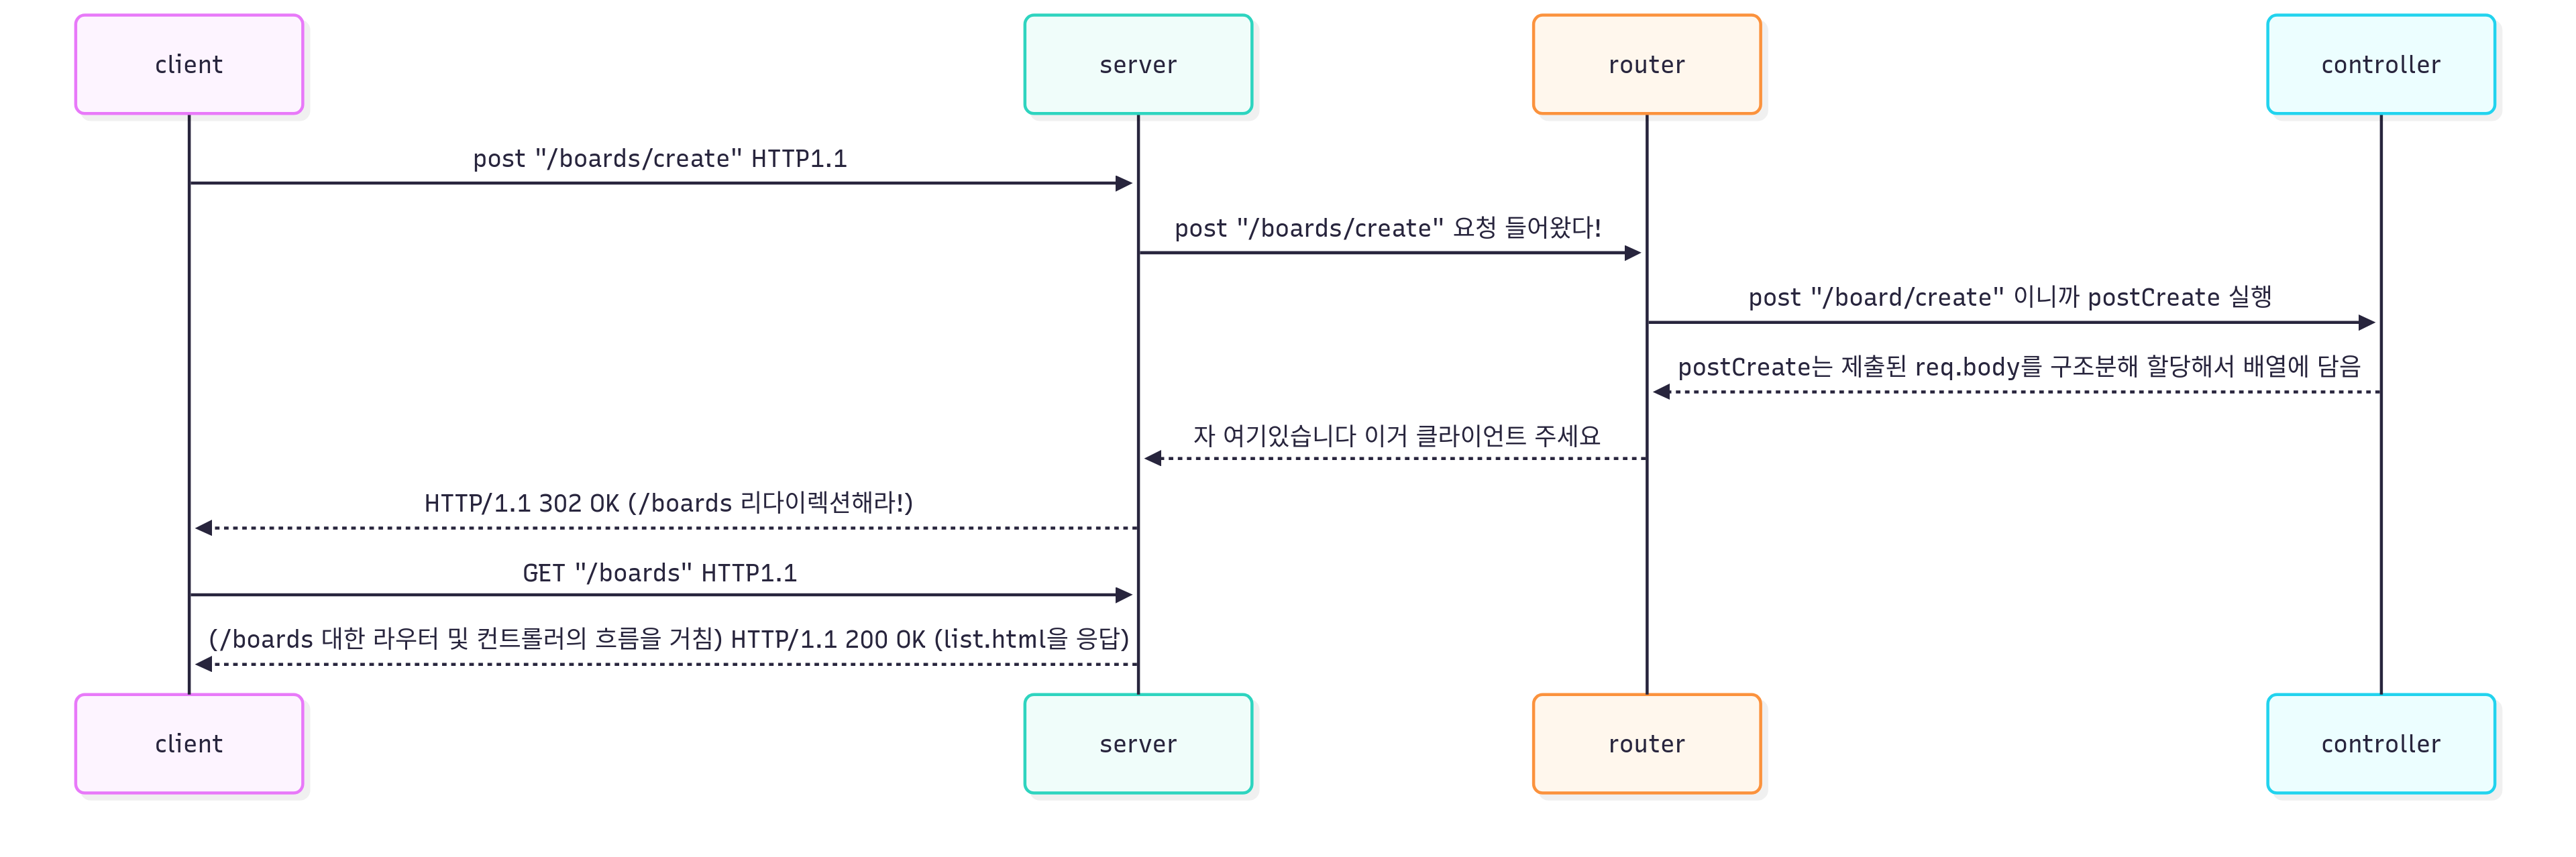 client
server
router
controller
post "/boards/create" HTTP1.1
post "/boards/create" 요청 들어왔다!
post "/board/create" 이니까 postCreate 실행
postCreate는 제출된 req.body를 구조분해 할당해서 배열에 담음
자 여기있습니다 이거 클라이언트 주세요
HTTP/1.1 302 OK (/boards 리다이렉션해라!)
GET "/boards" HTTP1.1
(/boards 대한 라우터 및 컨트롤러의 흐름을 거침) HTTP/1.1 200 OK (list.html을 응답)
client
server
router
controller